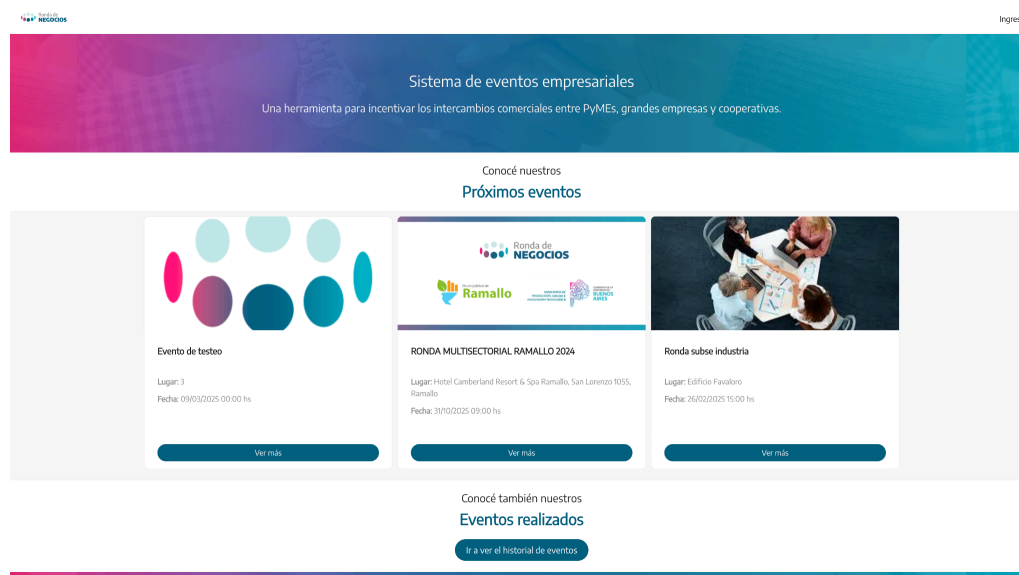 Ronda de
NEGOCIOS
Ingres
Sistema de eventos empresariales
Una herramienta para incentivar los intercambios comerciales entre PyMEs, grandes empresas y cooperativas.
Conocé nuestros
Próximos eventos
Ronda de
NEGOCIOS
Ramallo
BUENOS
AIRES
Evento de testeo
Lugar: 3
Fecha: 09/03/2025 00:00 hs
Ver más
RONDA MULTISECTORIAL RAMALLO 2024
Lugar: Hotel Camberland Resort & Spa Ramallo, San Lorenzo 1055,
Ramallo
Fecha: 31/10/2025 09:00 hs
Ver más
Ronda subse industria
Lugar: Edificio Favaloro
Fecha: 26/02/2025 15:00 hs
Ver más
Conocé también nuestros
Eventos realizados
Ir a ver el historial de eventos